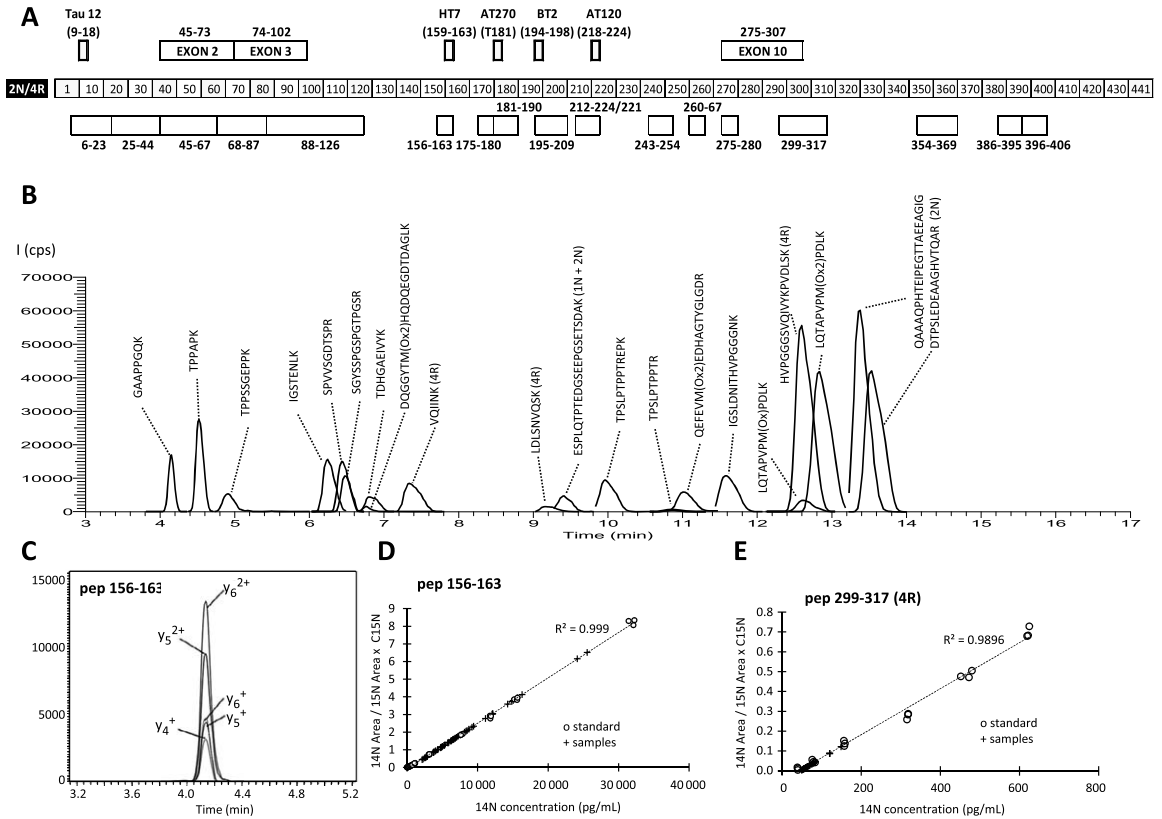 A
Tau 12
(9-18)
45-73
EXON 2
74-102
EXON 3
HT7
(159-163)
AT270
(T181)
BT2
(194-198)
AT120
(218-224)
275-307
EXON 10
2N/4R 1 10 20 30 40 50 60 70 80 90 100 110 120 130 140 150 160 170 180 190 200 210 220 230 240 250 260 270 280 290 300 310 320 330 340 350 360 370 380 390 400 410 420 430 441
181-190 212-224/221 260-67
6-23 25-44 45-67 68-87 88-126 156-163 175-180 195-209 243-254 275-280 299-317 354-369 386-395 396-406
B
I (cps)
70000
60000
50000
40000
30000
20000
10000
0
GAAPPGQK
TPPAPK
TPPSSGEPPK
IGSTENLK
SPVVSGDTSPR
SGYSSPGSPGTPGSR
TDHGAEIVYK
DQGGYTM(Ox2)HQDQEGDTDAGLK
VQIINK (4R)
LDLSNVQSK (4R)
ESPLQTPTEDGSEEPGSETSDAK (1N + 2N)
TPSLPTPPTREPK
TPSLPTPPTR
QEFEVM(Ox2)EDHAGTYGLGDR
IGSLDNITHVPGGGNK
LQTAPVPM(Ox)PDLK
HVPGGGSVQIVYKPVDLSK (4R)
LQTAPVPM(Ox2)PDLK
QAAAQPHTEIPEGTTAEEAGIG
DTPSLEDEAAGHVTQAR (2N)
3 4 5 6 7 8 9 10 11 12 13 14 15 16 17
Time (min)
C
pep 156-163
15000
10000
5000
0
y6 2+
y5 2+
y6+
y5+
y4+
3.2 3.6 4.0 4.4 4.8 5.2
Time (min)
D
pep 156-163
14N Area / 15N Area x C15N
9
8
7
6
5
4
3
2
1
0
R² = 0.999
o standard
+ samples
0 10 000 20 000 30 000 40 000
14N concentration (pg/mL)
E
pep 299-317 (4R)
14N Area / 15N Area x C15N
0.8
0.7
0.6
0.5
0.4
0.3
0.2
0.1
0.0
R² = 0.9896
o standard
+ samples
0 200 400 600 800
14N concentration (pg/mL)